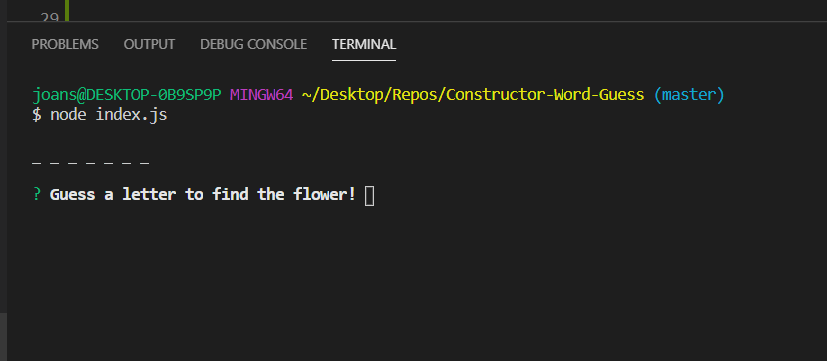 29
PROBLEMS OUTPUT DEBUG CONSOLE TERMINAL
joans@DESKTOP-0B9SP9P MINGW64 ~/Desktop/Repos/Constructor-Word-Guess (master)
$ node index.js
_ _ _ _ _ _ _
? Guess a letter to find the flower!